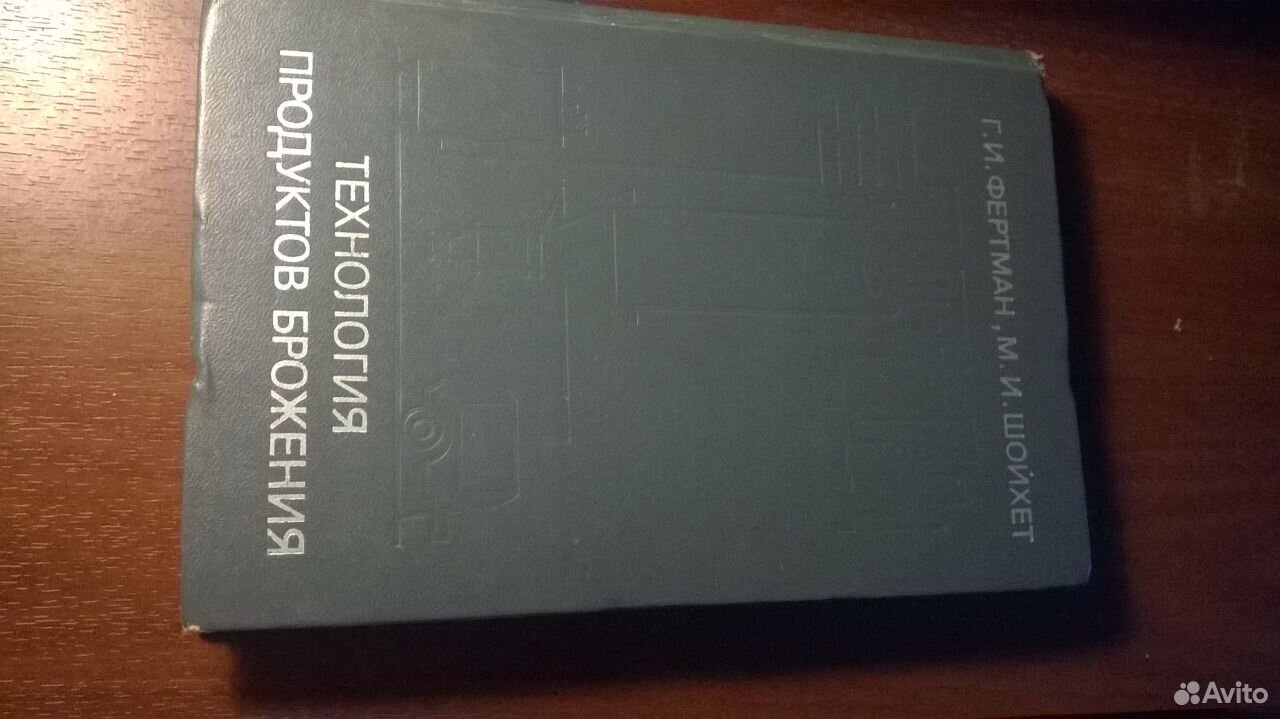 Г.И. ФЕРТМАН, М.И. ШОЙХЕТ
ТЕХНОЛОГИЯ
ПРОДУКТОВ БРОЖЕНИЯ
Avito